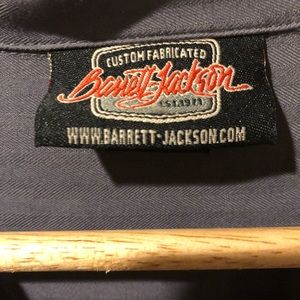 CUSTOM FABRICATED
Barrett-Jackson
EST. 1971
WWW.BARRETT-JACKSON.COM